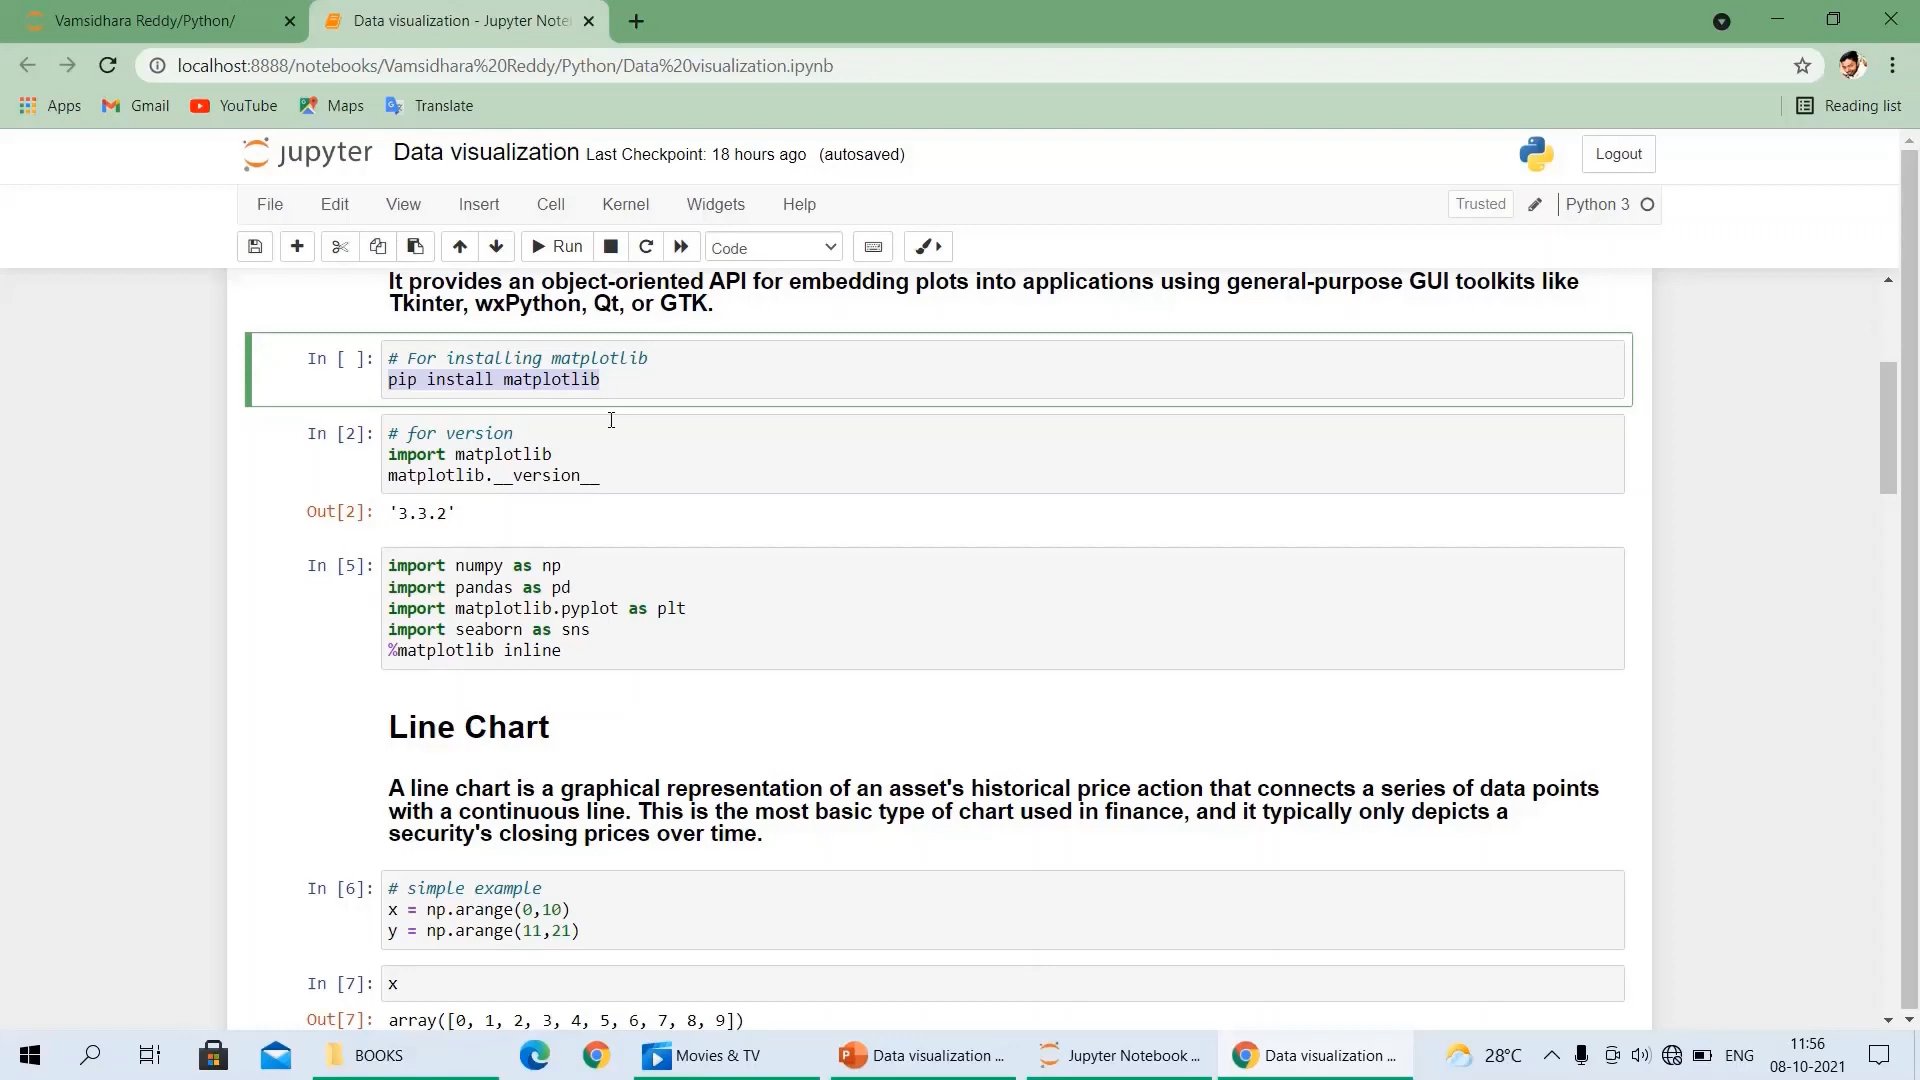 Vamsidhara Reddy/Python/
Data visualization - Jupyter Note
localhost:8888/notebooks/Vamsidhara%20Reddy/Python/Data%20visualization.ipynb
Apps Gmail YouTube Maps Translate Reading list
jupyter Data visualization Last Checkpoint: 18 hours ago (autosaved) Logout
File Edit View Insert Cell Kernel Widgets Help Trusted Python 3
Run Code
It provides an object-oriented API for embedding plots into applications using general-purpose GUI toolkits like
Tkinter, wxPython, Qt, or GTK.
In [ ]: # For installing matplotlib
pip install matplotlib
In [2]: # for version
import matplotlib
matplotlib.__version__
Out[2]: '3.3.2'
In [5]: import numpy as np
import pandas as pd
import matplotlib.pyplot as plt
import seaborn as sns
%matplotlib inline
Line Chart
A line chart is a graphical representation of an asset's historical price action that connects a series of data points
with a continuous line. This is the most basic type of chart used in finance, and it typically only depicts a
security's closing prices over time.
In [6]: # simple example
x = np.arange(0,10)
y = np.arange(11,21)
In [7]: x
Out[7]: array([0, 1, 2, 3, 4, 5, 6, 7, 8, 9])
BOOKS Movies & TV Data visualization ... Jupyter Notebook ... Data visualization ... 28°C ENG 11:56
08-10-2021